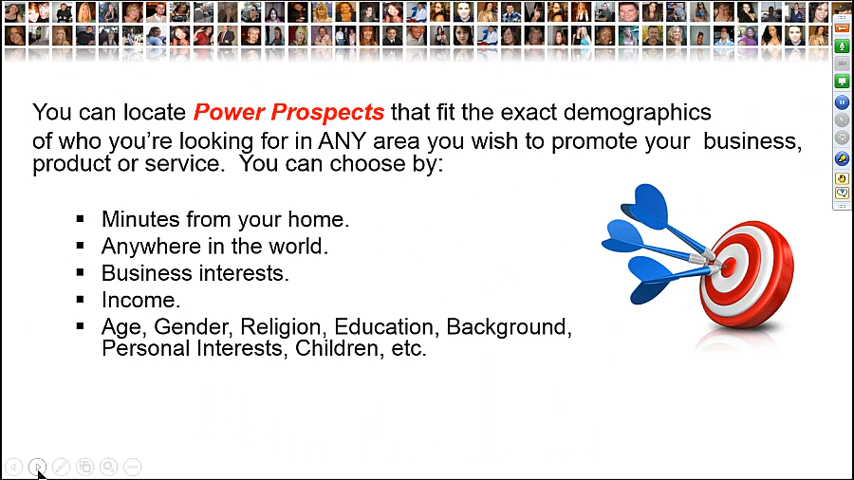 You can locate Power Prospects that fit the exact demographics
of who you're looking for in ANY area you wish to promote your business,
product or service. You can choose by:
▪ Minutes from your home.
▪ Anywhere in the world.
▪ Business interests.
▪ Income.
▪ Age, Gender, Religion, Education, Background,
Personal Interests, Children, etc.